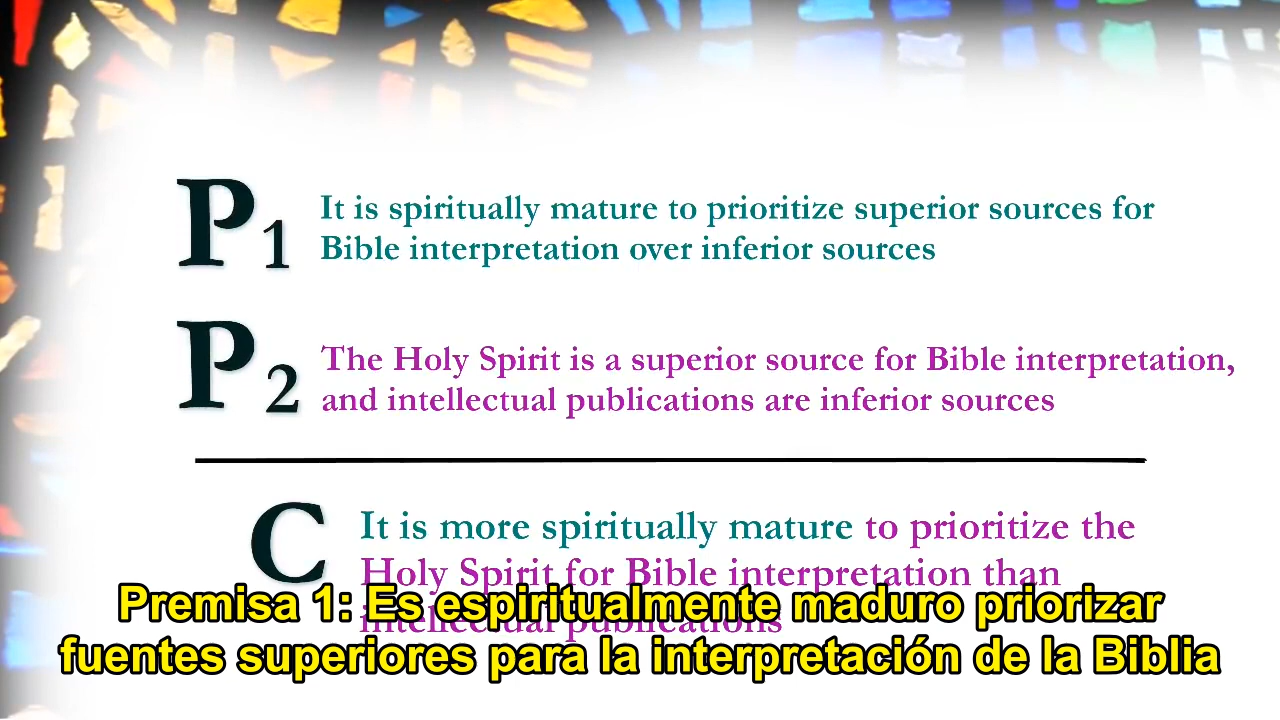 P1 It is spiritually mature to prioritize superior sources for
Bible interpretation over inferior sources
P2 The Holy Spirit is a superior source for Bible interpretation,
and intellectual publications are inferior sources
C It is more spiritually mature to prioritize the
Holy Spirit for Bible interpretation than
intellectual publications
Premisa 1: Es espiritualmente maduro priorizar
fuentes superiores para la interpretación de la Biblia